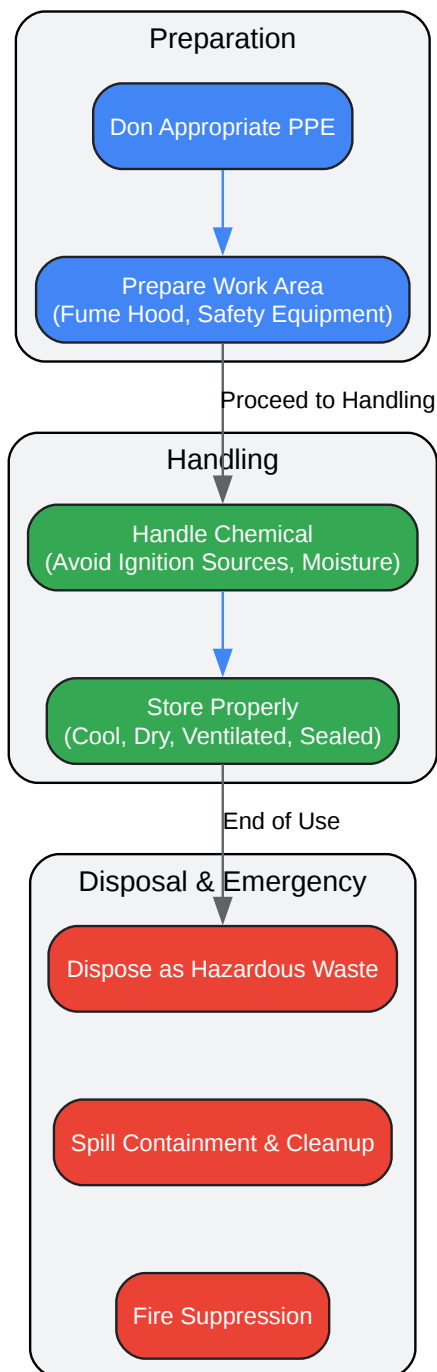 Preparation
Don Appropriate PPE
Prepare Work Area
(Fume Hood, Safety Equipment)
Proceed to Handling
Handling
Handle Chemical
(Avoid Ignition Sources, Moisture)
Store Properly
(Cool, Dry, Ventilated, Sealed)
End of Use
Disposal & Emergency
Dispose as Hazardous Waste
Spill Containment & Cleanup
Fire Suppression